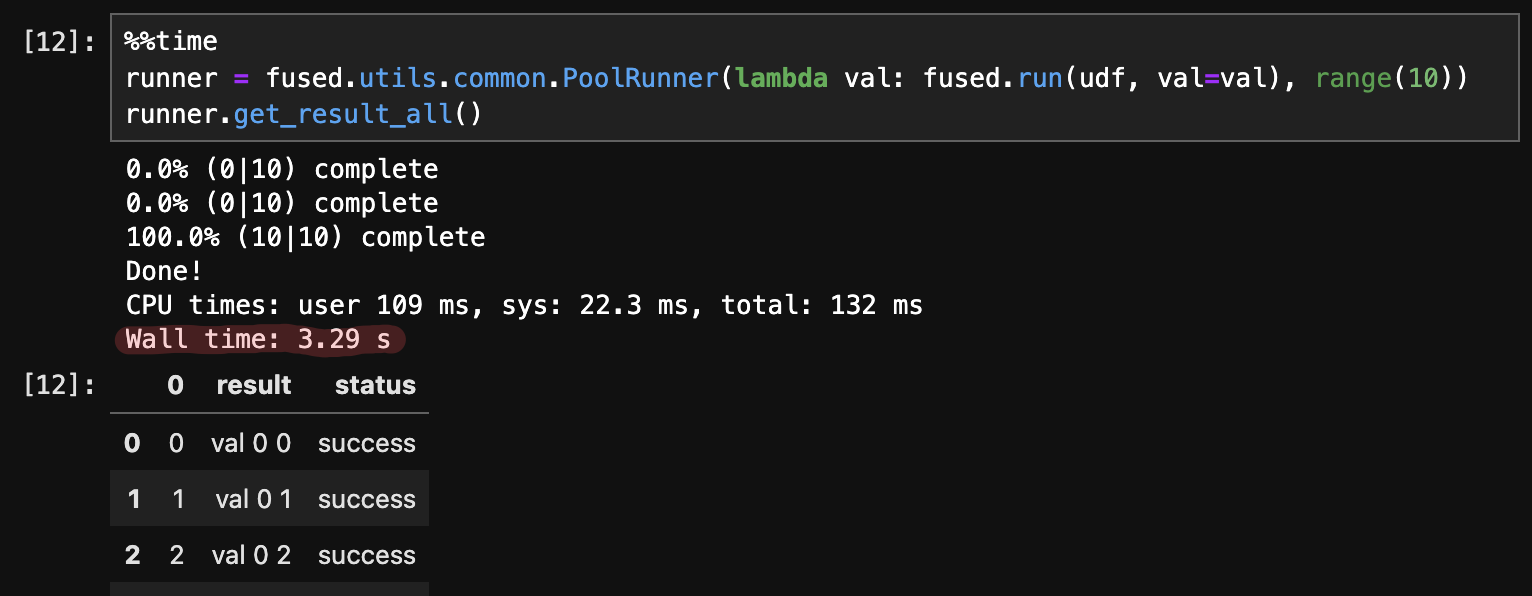 [12]: %%time
runner = fused.utils.common.PoolRunner(lambda val: fused.run(udf, val=val), range(10))
runner.get_result_all()
0.0% (0|10) complete
0.0% (0|10) complete
100.0% (10|10) complete
Done!
CPU times: user 109 ms, sys: 22.3 ms, total: 132 ms
Wall time: 3.29 s
[12]: 0 result status
0 0 val 0 0 success
1 1 val 0 1 success
2 2 val 0 2 success